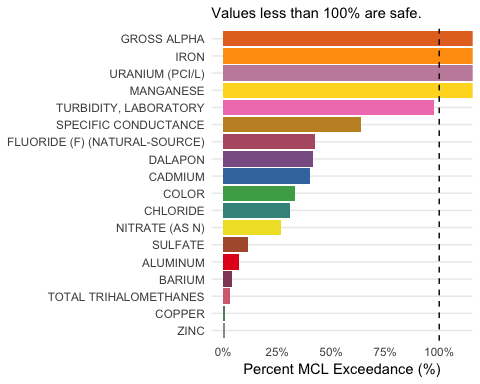 Values less than 100% are safe.
GROSS ALPHA
IRON
URANIUM (PCI/L)
MANGANESE
TURBIDITY, LABORATORY
SPECIFIC CONDUCTANCE
FLUORIDE (F) (NATURAL-SOURCE)
DALAPON
CADMIUM
COLOR
CHLORIDE
NITRATE (AS N)
SULFATE
ALUMINUM
BARIUM
TOTAL TRIHALOMETHANES
COPPER
ZINC
0% 25% 50% 75% 100%
Percent MCL Exceedance (%)